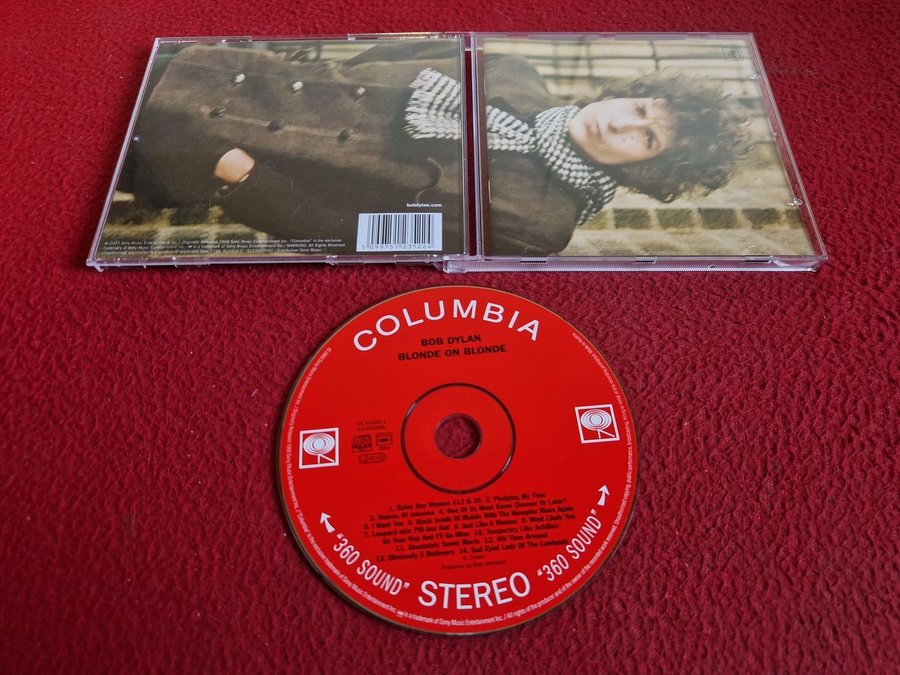 bobdylan.com
5099751235224
COLUMBIA
BOB DYLAN
BLONDE ON BLONDE
1. Rainy Day Women #12 & 35 2. Pledging My Time
3. Visions Of Johanna 4. One Of Us Must Know (Sooner Or Later)
5. I Want You 6. Stuck Inside Of Mobile With The Memphis Blues Again
7. Leopard-skin Pill-box Hat 8. Just Like A Woman 9. Most Likely You
Go Your Way And I'll Go Mine 10. Temporary Like Achilles
11. Absolutely Sweet Marie 12. 4th Time Around
13. Obviously 5 Believers 14. Sad Eyed Lady Of The Lowlands
Produced by Bob Johnston
"360 SOUND" STEREO "360 SOUND"